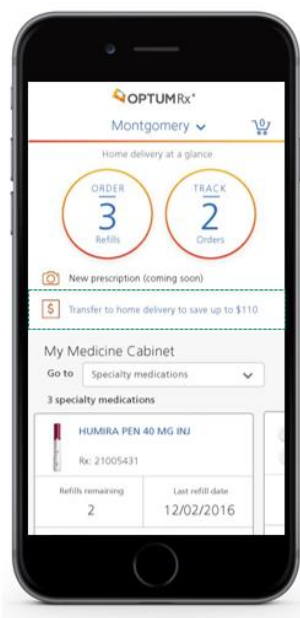 OPTUMRx®
Montgomery
0
Home delivery at a glance
ORDER
3
Refills
TRACK
2
Orders
New prescription (coming soon)
$ Transfer to home delivery to save up to $110
My Medicine Cabinet
Go to Specialty medications
3 specialty medications
HUMIRA PEN 40 MG INJ
Rx: 21005431
Refills remaining
2
Last refill date
12/02/2016